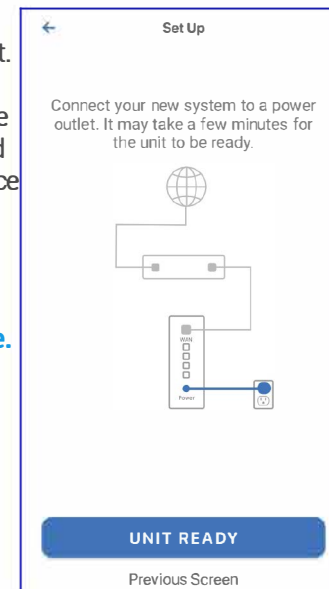 Set Up
t.
e
d
ce
e.
Connect your new system to a power
outlet. It may take a few minutes for
the unit to be ready.
WAN
Power
UNIT READY
Previous Screen